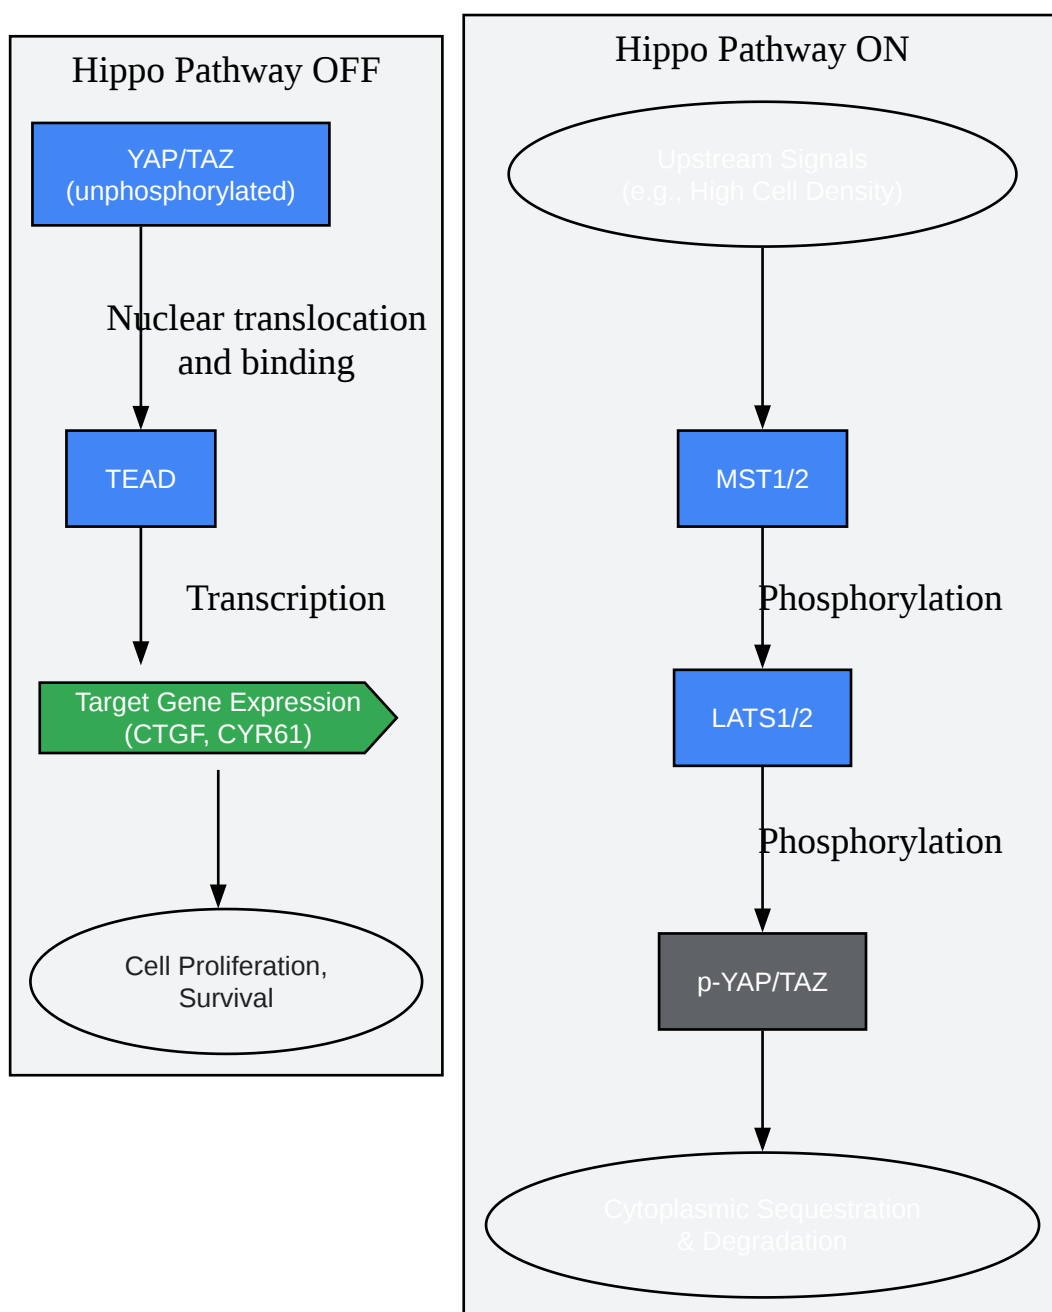 Hippo Pathway OFF
YAP/TAZ
(unphosphorylated)
Nuclear translocation
and binding
TEAD
Transcription
Target Gene Expression
(CTGF, CYR61)
Cell Proliferation,
Survival
Hippo Pathway ON
Upstream Signals
(e.g., High Cell Density)
MST1/2
Phosphorylation
LATS1/2
Phosphorylation
p-YAP/TAZ
Cytoplasmic Sequestration
& Degradation